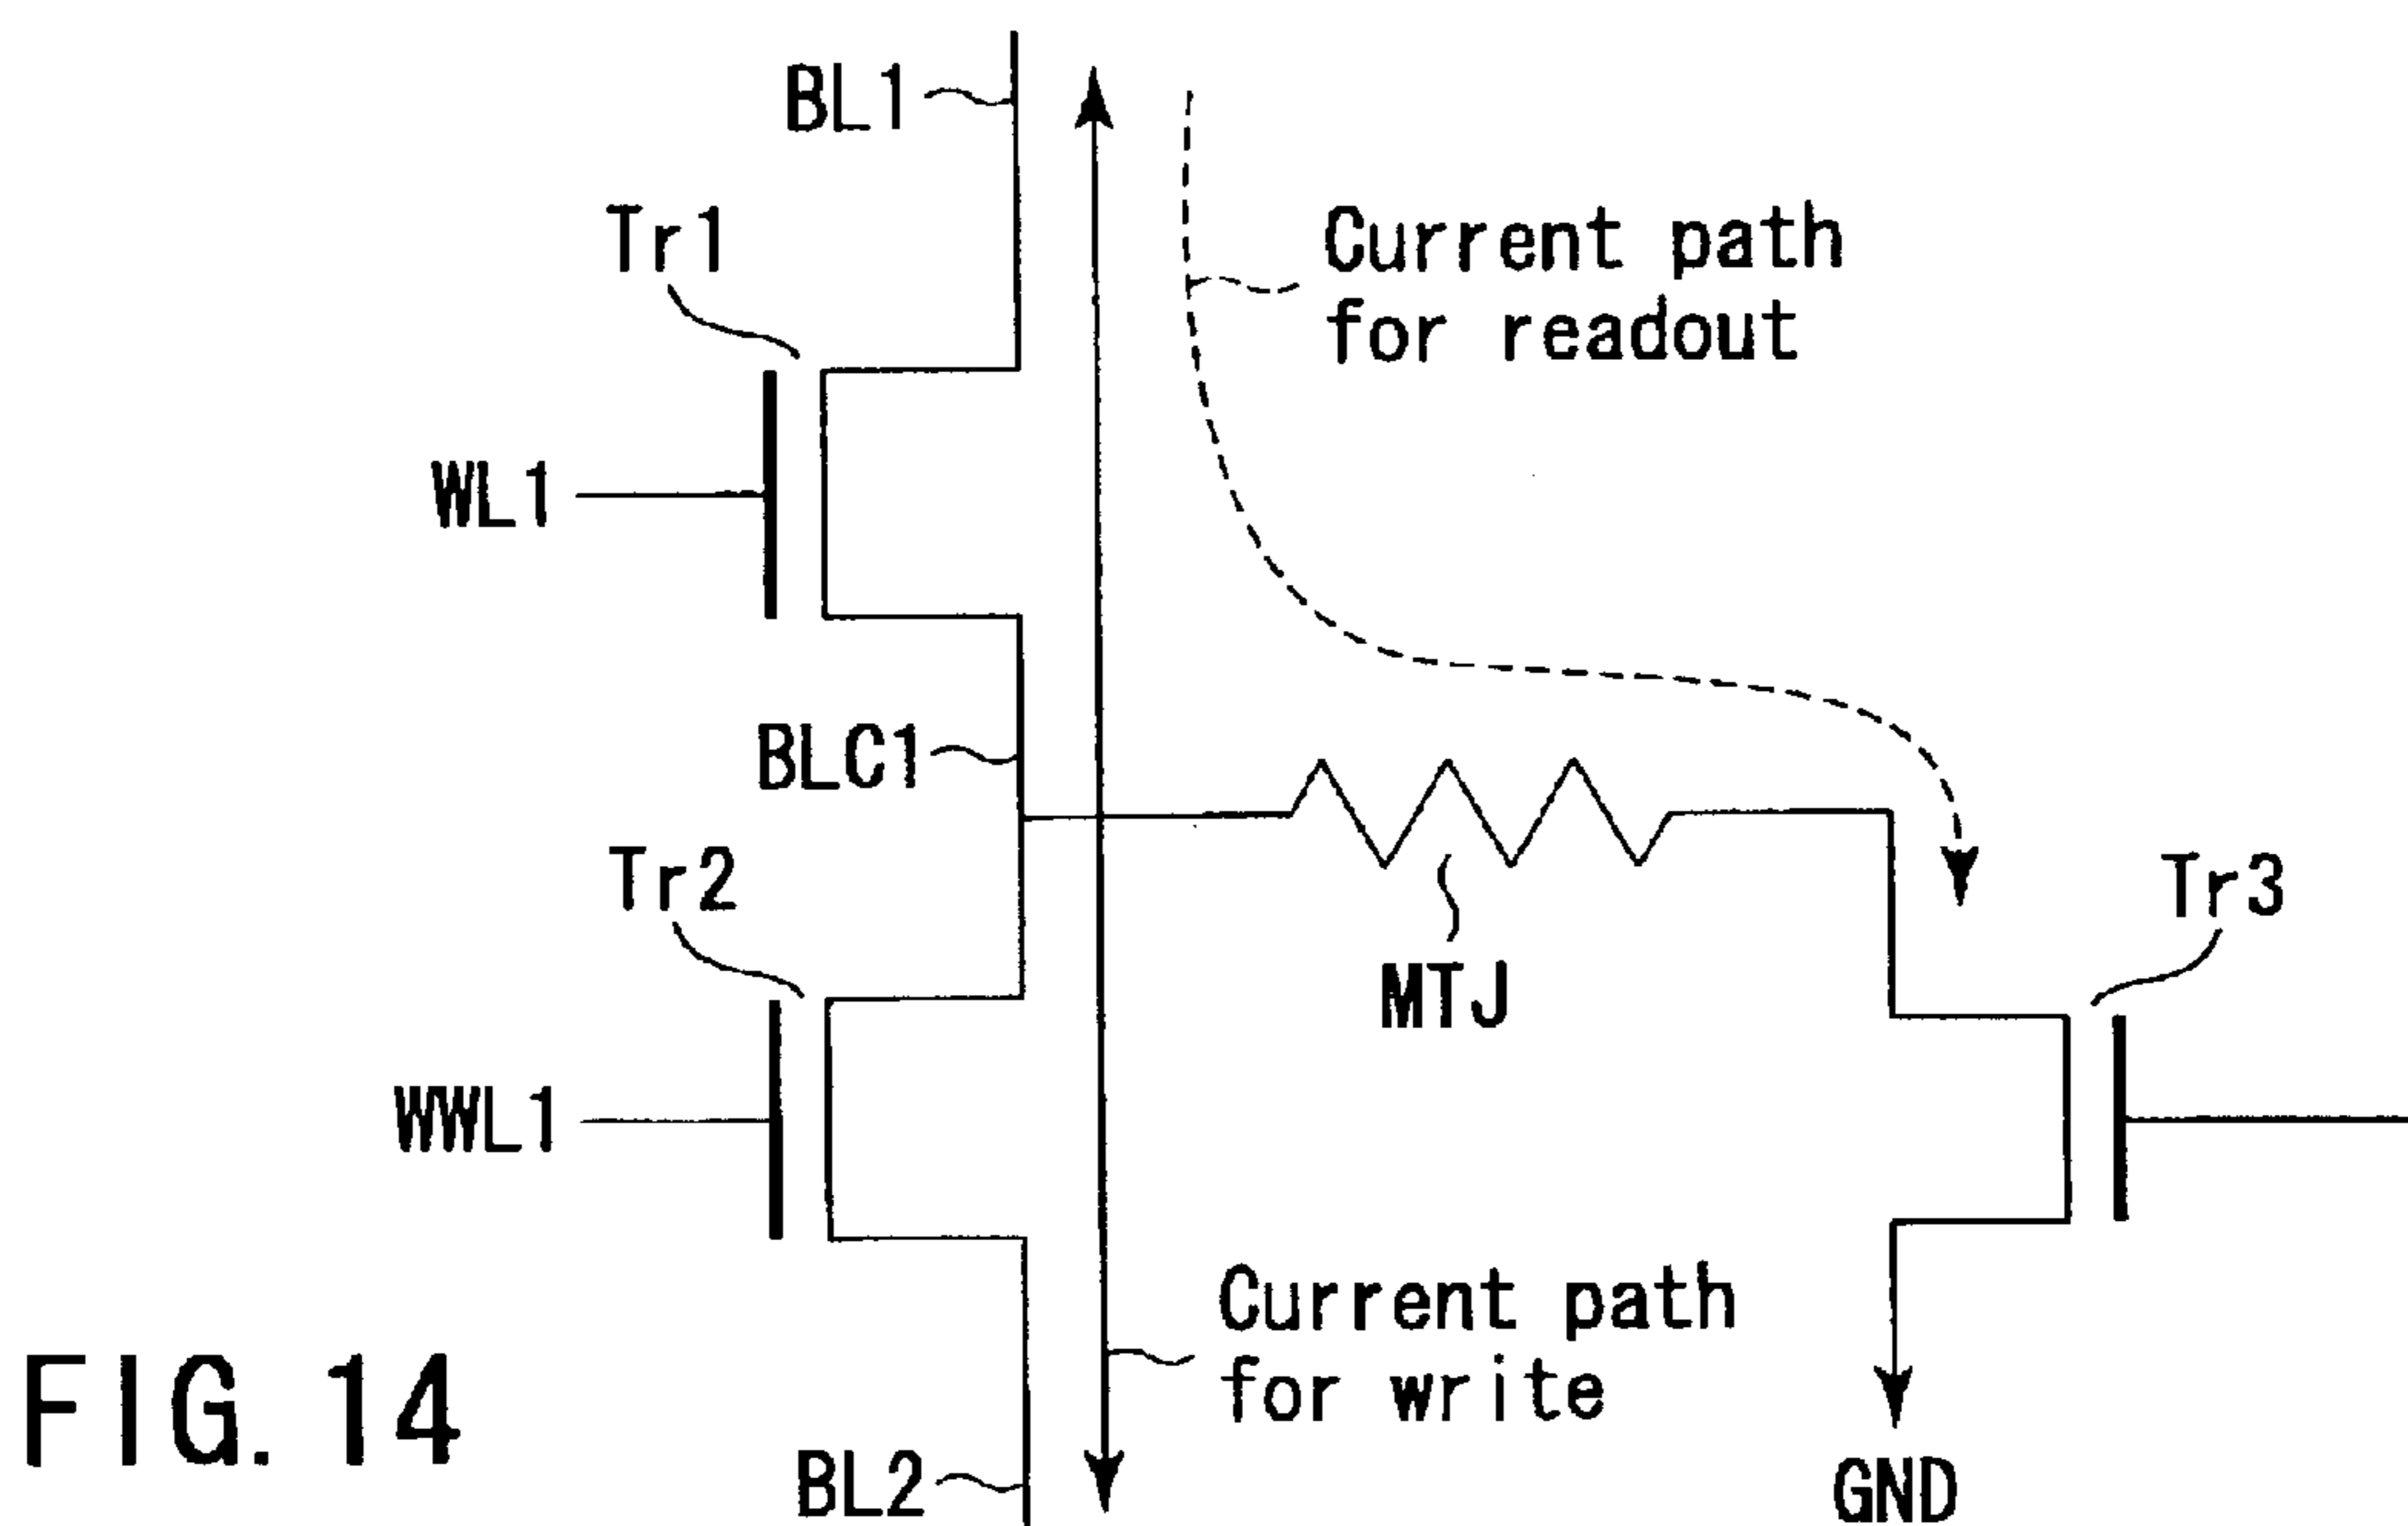 BL1
Tr1
Current path
for readout
WL1
BLC1
Tr2
Tr3
MTJ
WWL1
Current path
for write
FIG. 14
BL2
GND